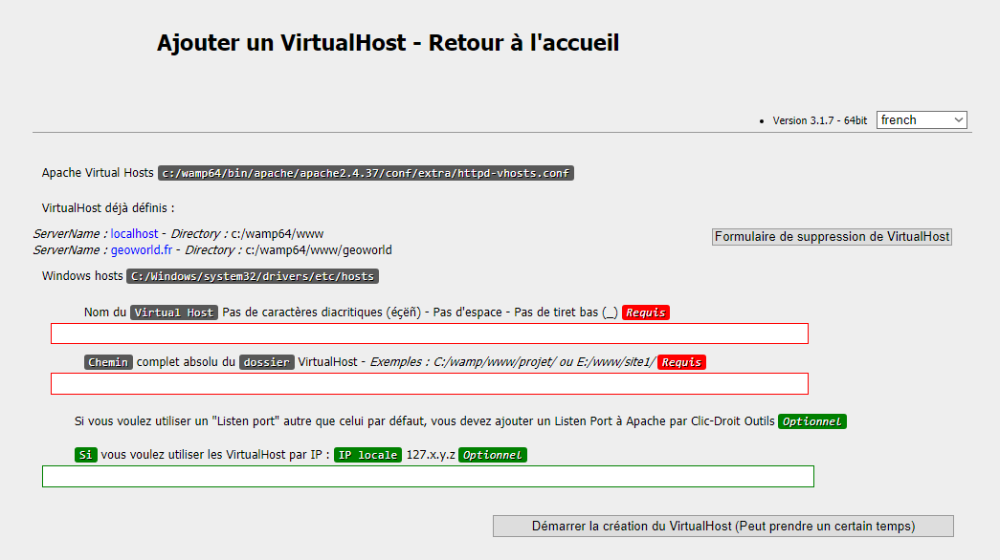 Ajouter un VirtualHost - Retour à l'accueil
Version 3.1.7 - 64bit french
Apache Virtual Hosts c:/wamp64/bin/apache/apache2.4.37/conf/extra/httpd-vhosts.conf
VirtualHost déjà définis :
ServerName : localhost - Directory : c:/wamp64/www
Formulaire de suppression de VirtualHost
ServerName : geoworld.fr - Directory : c:/wamp64/www/geoworld
Windows hosts C:/Windows/system32/drivers/etc/hosts
Nom du Virtual Host Pas de caractères diacritiques (éçëñ) - Pas d'espace - Pas de tiret bas (_) Requis
Chemin complet absolu du dossier VirtualHost - Exemples : C:/wamp/www/projet/ ou E:/www/site1/ Requis
Si vous voulez utiliser un "Listen port" autre que celui par défaut, vous devez ajouter un Listen Port à Apache par Clic-Droit Outils Optionnel
Si vous voulez utiliser les VirtualHost par IP : IP locale 127.x.y.z Optionnel
Démarrer la création du VirtualHost (Peut prendre un certain temps)